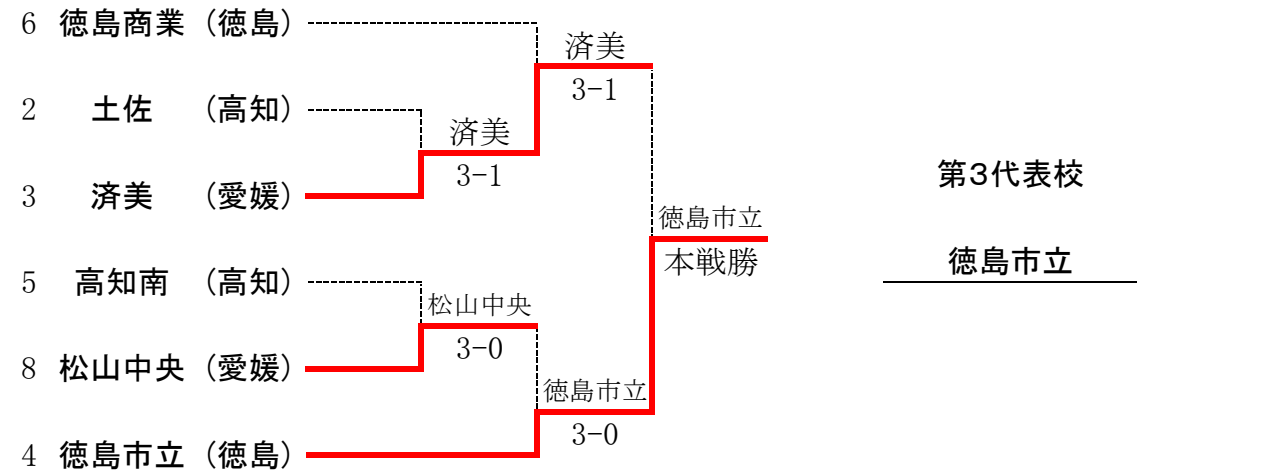 6 徳島商業 (徳島)
済美
3-1
2 土佐 (高知)
済美
3-1
3 済美 (愛媛)
第3代表校
徳島市立
本戦勝
徳島市立
5 高知南 (高知)
松山中央
3-0
8 松山中央 (愛媛)
徳島市立
3-0
4 徳島市立 (徳島)